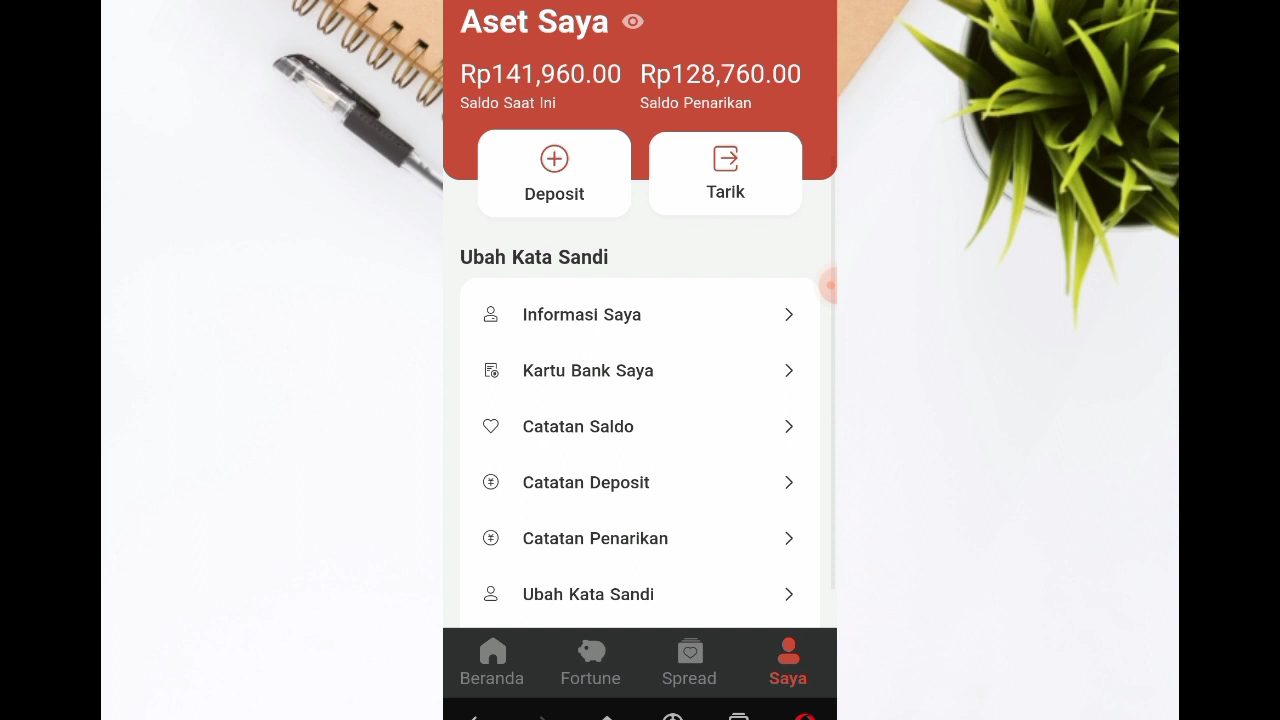 Aset Saya
Rp141,960.00 Rp128,760.00
Saldo Saat Ini Saldo Penarikan
Deposit Tarik
Ubah Kata Sandi
Informasi Saya
Kartu Bank Saya
Catatan Saldo
Catatan Deposit
Catatan Penarikan
Ubah Kata Sandi
Beranda Fortune Spread Saya